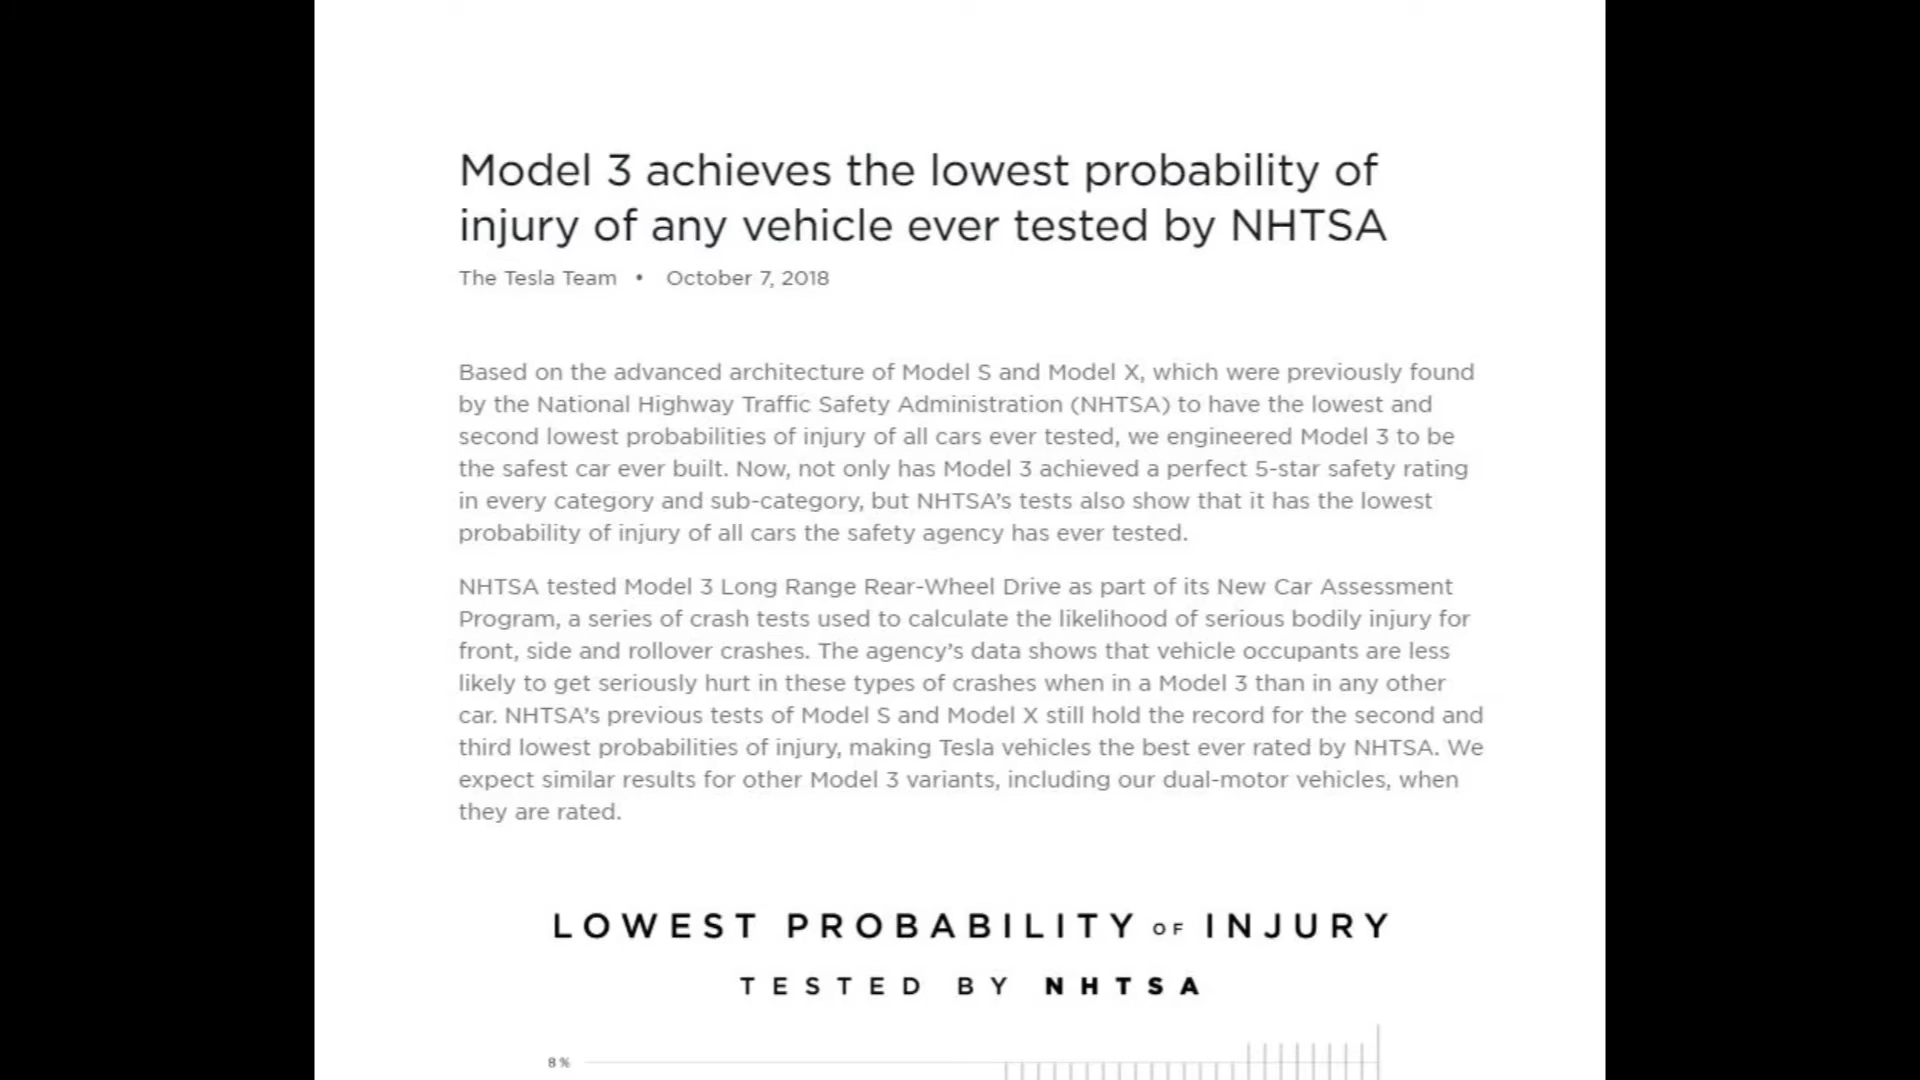 Model 3 achieves the lowest probability of
injury of any vehicle ever tested by NHTSA
The Tesla Team • October 7, 2018
Based on the advanced architecture of Model S and Model X, which were previously found
by the National Highway Traffic Safety Administration (NHTSA) to have the lowest and
second lowest probabilities of injury of all cars ever tested, we engineered Model 3 to be
the safest car ever built. Now, not only has Model 3 achieved a perfect 5-star safety rating
in every category and sub-category, but NHTSA’s tests also show that it has the lowest
probability of injury of all cars the safety agency has ever tested.
NHTSA tested Model 3 Long Range Rear-Wheel Drive as part of its New Car Assessment
Program, a series of crash tests used to calculate the likelihood of serious bodily injury for
front, side and rollover crashes. The agency’s data shows that vehicle occupants are less
likely to get seriously hurt in these types of crashes when in a Model 3 than in any other
car. NHTSA’s previous tests of Model S and Model X still hold the record for the second and
third lowest probabilities of injury, making Tesla vehicles the best ever rated by NHTSA. We
expect similar results for other Model 3 variants, including our dual-motor vehicles, when
they are rated.
LOWEST PROBABILITY OF INJURY
TESTED BY NHTSA
8%